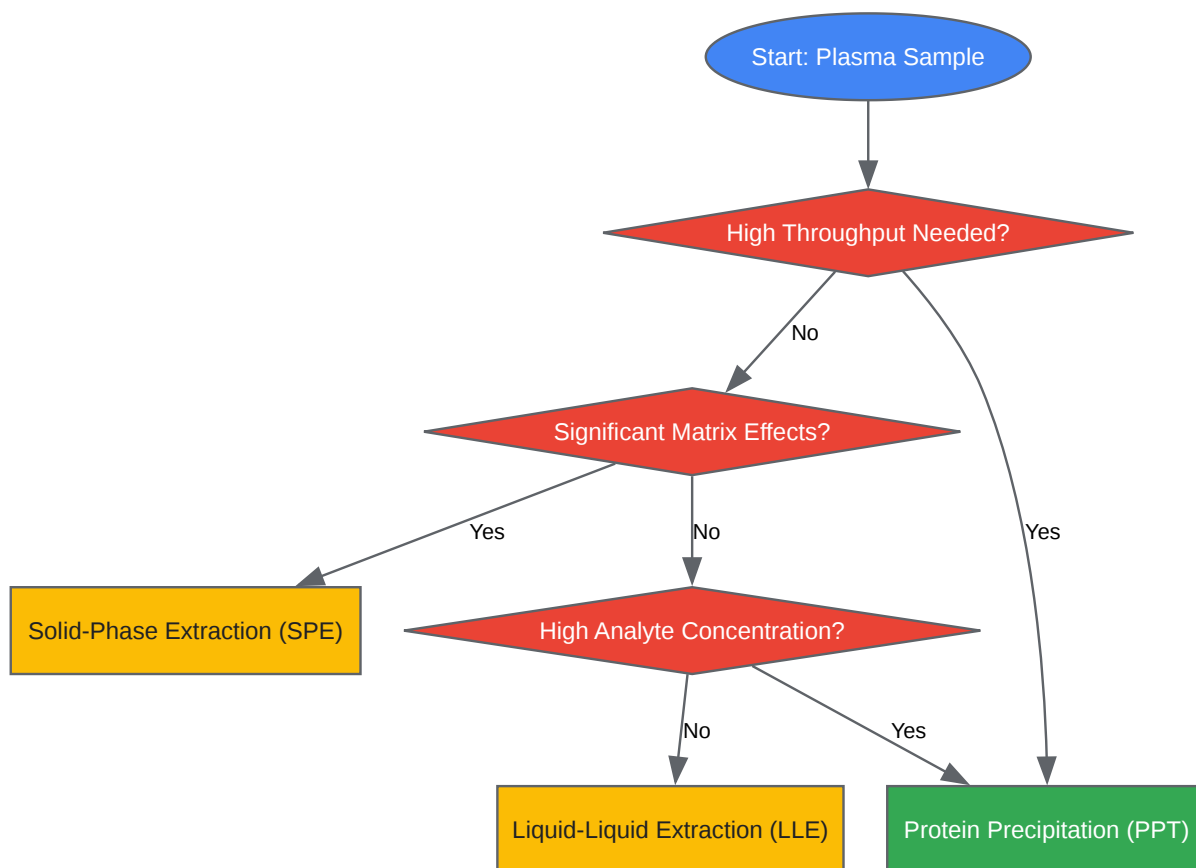 Start: Plasma Sample
High Throughput Needed?
No
Significant Matrix Effects?
Yes
No
Yes
Solid-Phase Extraction (SPE)
High Analyte Concentration?
No
Yes
Liquid-Liquid Extraction (LLE)
Protein Precipitation (PPT)